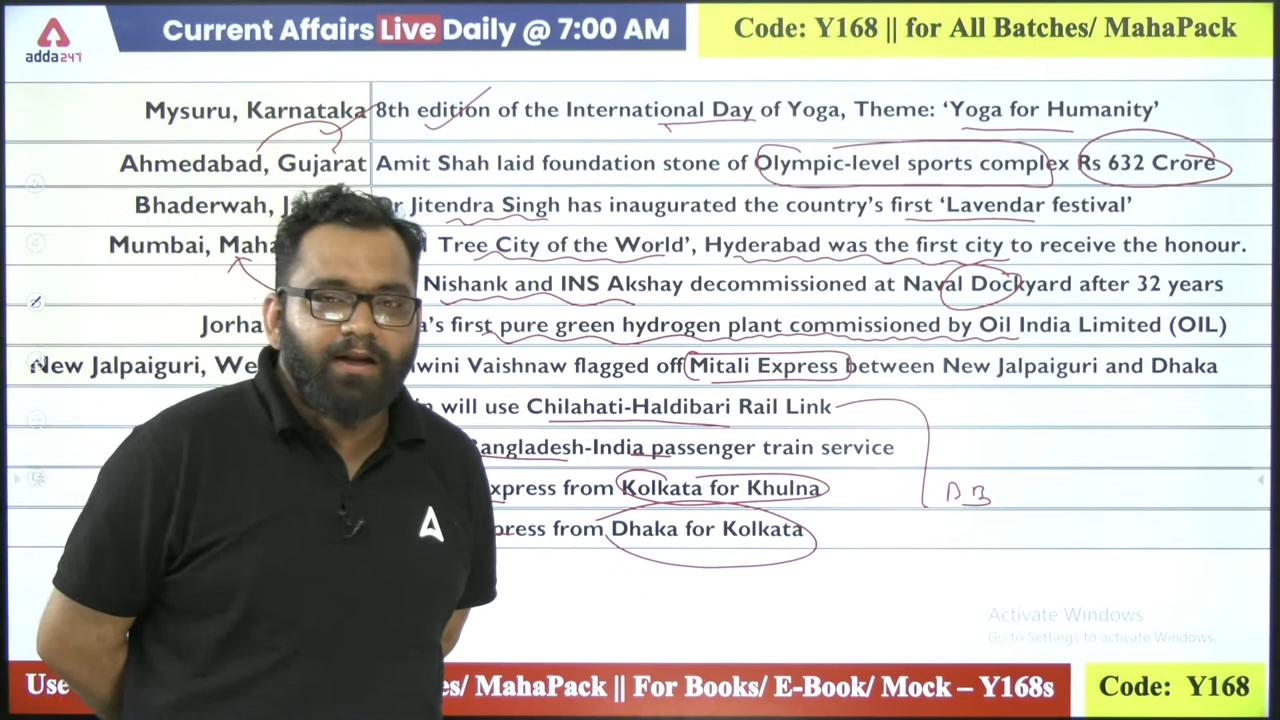 adda247
Current Affairs Live Daily @ 7:00 AM
Code: Y168 || for All Batches/ MahaPack
Mysuru, Karnataka 8th edition of the International Day of Yoga, Theme: ‘Yoga for Humanity’
Ahmedabad, Gujarat Amit Shah laid foundation stone of Olympic-level sports complex Rs 632 Crore
Bhaderwah, Jitendra Singh has inaugurated the country’s first ‘Lavendar festival’
Mumbai, Tree City of the World’, Hyderabad was the first city to receive the honour.
Nishank and INS Akshay decommissioned at Naval Dockyard after 32 years
first pure green hydrogen plant commissioned by Oil India Limited (OIL)
New Jalpaiguri, Vaishnaw flagged off Mitali Express between New Jalpaiguri and Dhaka
will use Chilahati-Haldibari Rail Link
Bangladesh-India passenger train service
from Kolkata for Khulna
from Dhaka for Kolkata
Activate Windows
Go to Settings to activate Windows.
Use MahaPack || For Books/ E-Book/ Mock – Y168s
Code: Y168